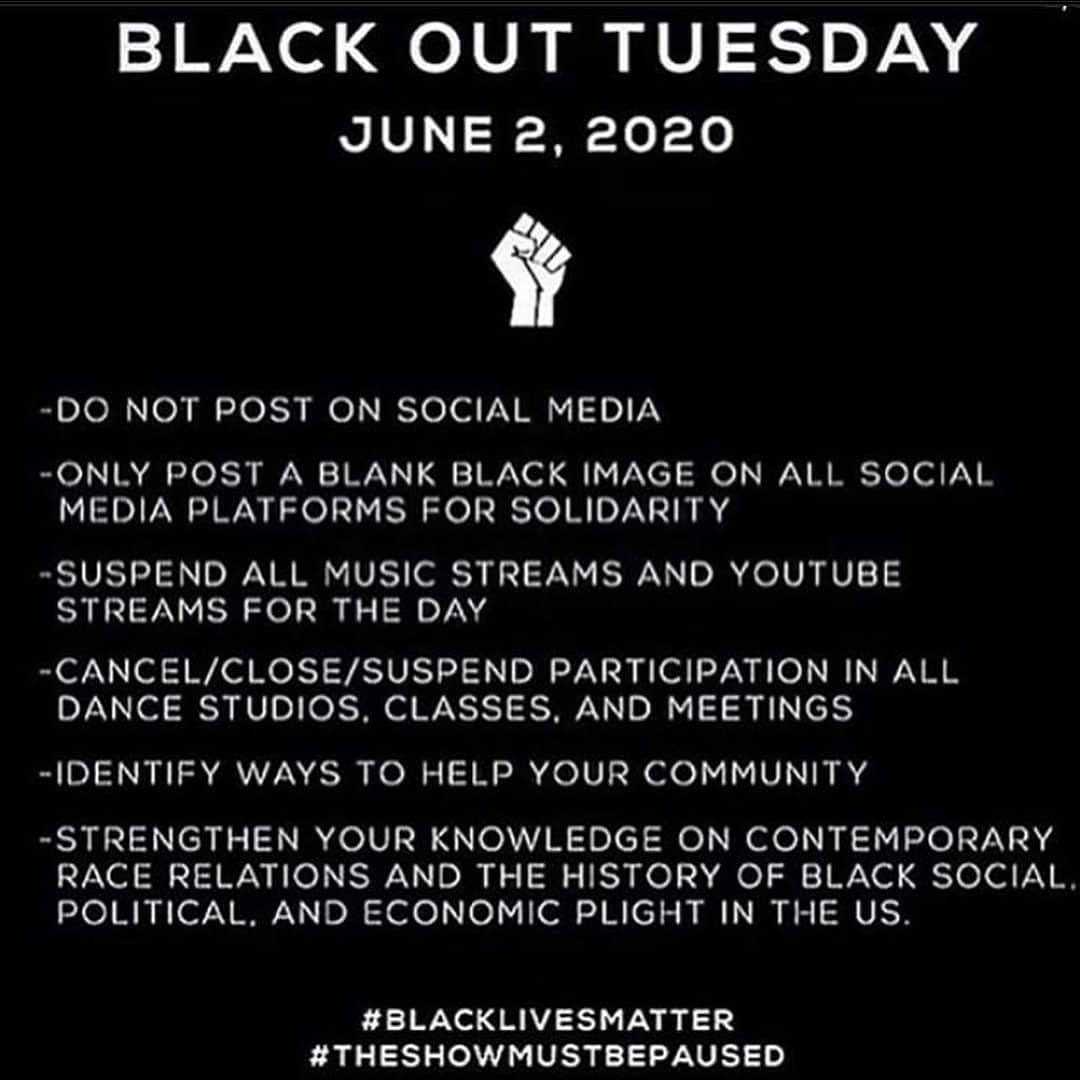 BLACK OUT TUESDAY
JUNE 2, 2020
-DO NOT POST ON SOCIAL MEDIA
-ONLY POST A BLANK BLACK IMAGE ON ALL SOCIAL
MEDIA PLATFORMS FOR SOLIDARITY
-SUSPEND ALL MUSIC STREAMS AND YOUTUBE
STREAMS FOR THE DAY
-CANCEL/CLOSE/SUSPEND PARTICIPATION IN ALL
DANCE STUDIOS, CLASSES, AND MEETINGS
-IDENTIFY WAYS TO HELP YOUR COMMUNITY
-STRENGTHEN YOUR KNOWLEDGE ON CONTEMPORARY
RACE RELATIONS AND THE HISTORY OF BLACK SOCIAL,
POLITICAL, AND ECONOMIC PLIGHT IN THE US.
#BLACKLIVESMATTER
#THESHOWMUSTBEPAUSED